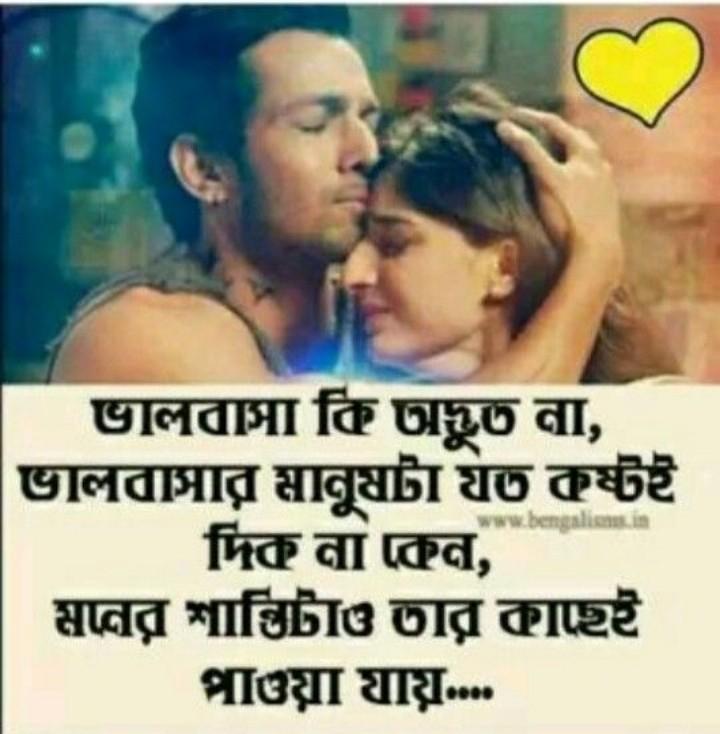 ভালবাসা কি অদ্ভুত না,
ভালবাসার মানুষটা যত কষ্টই
www.bengalisms.in
দিক না কেন,
মনের শান্তিটাও তার কাছেই
পাওয়া যায়....